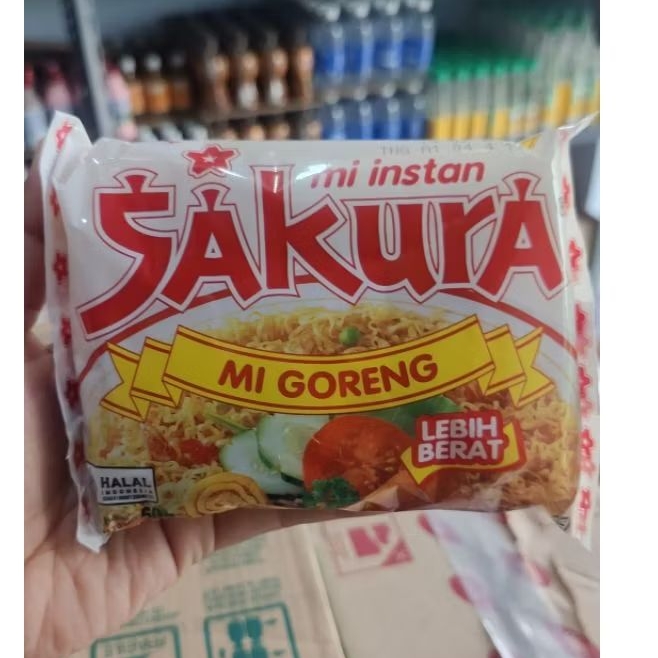 mi instan
SAkurA
MI GORENG
LEBIH
BERAT
HALAL
INDONESIA